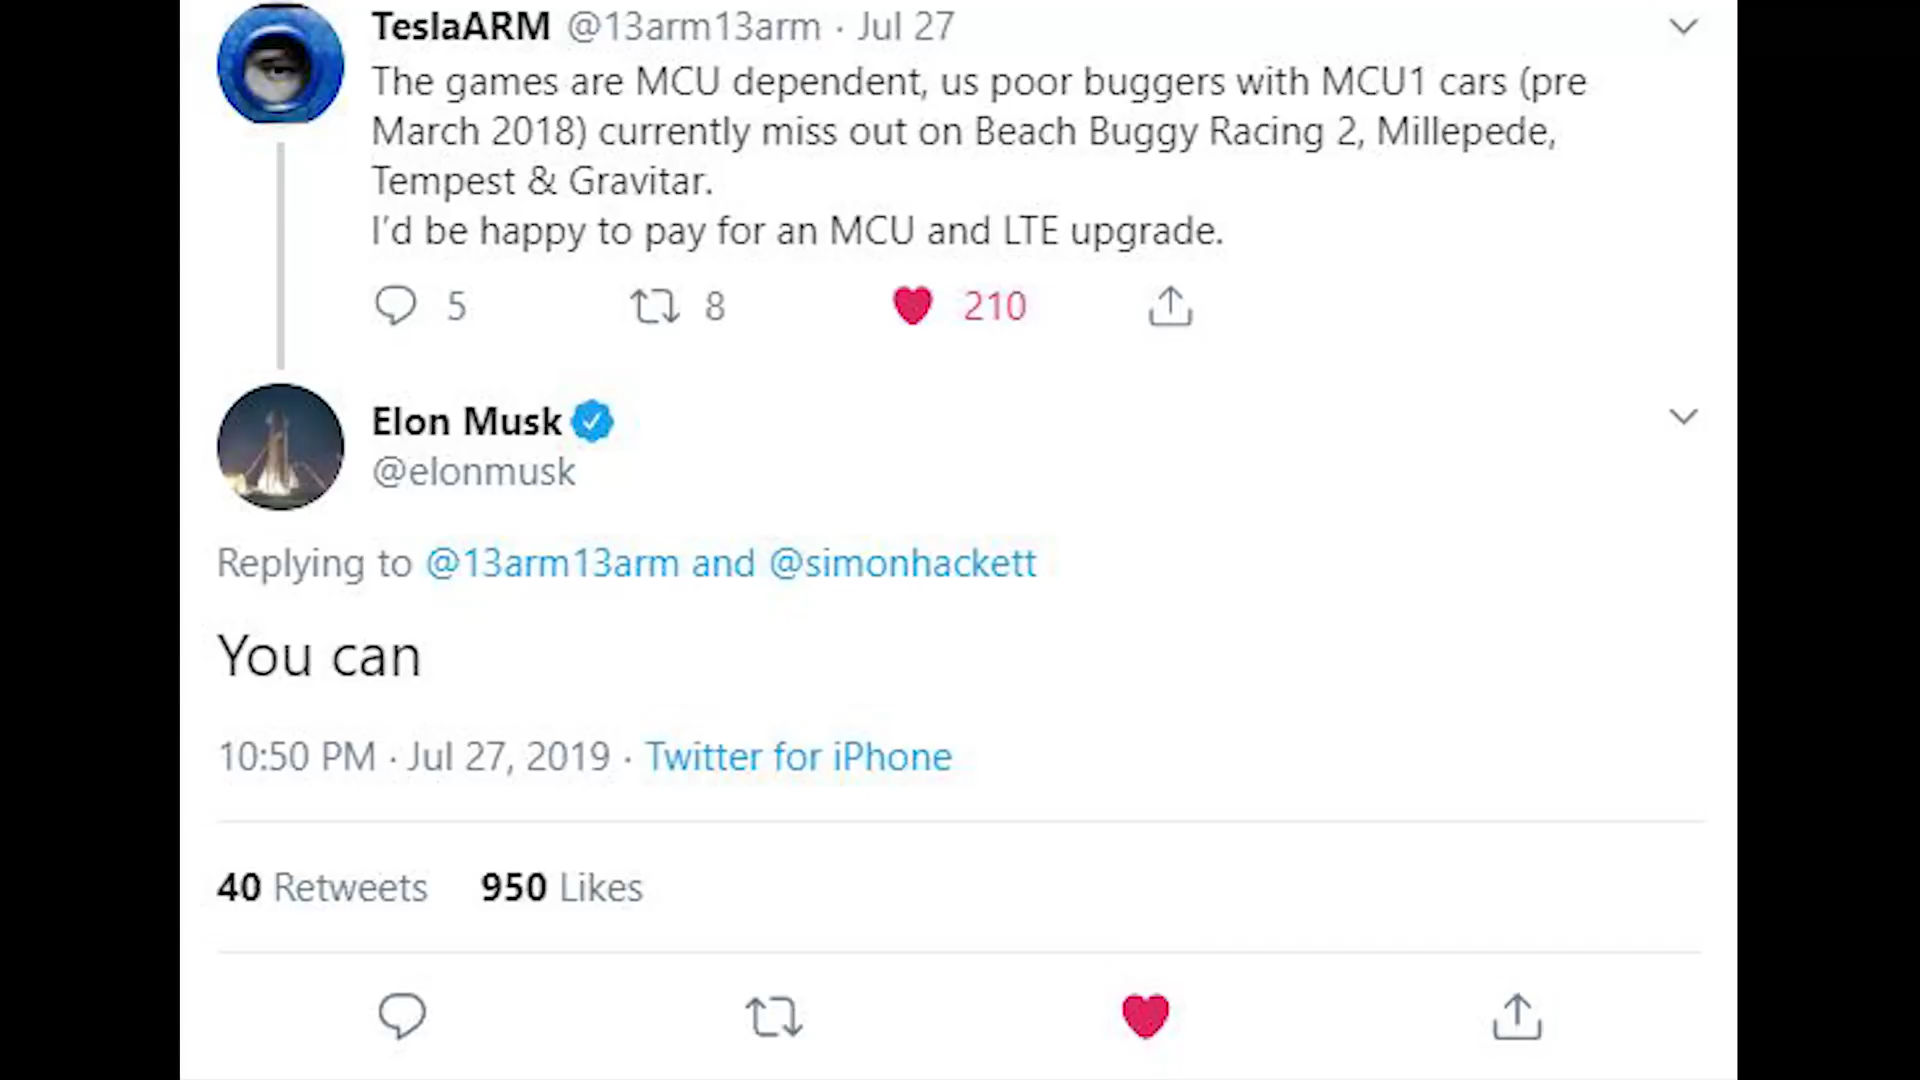 TeslaARM @13arm13arm · Jul 27
The games are MCU dependent, us poor buggers with MCU1 cars (pre
March 2018) currently miss out on Beach Buggy Racing 2, Millepede,
Tempest & Gravitar.
I'd be happy to pay for an MCU and LTE upgrade.
5 8 210
Elon Musk
@elonmusk
Replying to @13arm13arm and @simonhackett
You can
10:50 PM · Jul 27, 2019 · Twitter for iPhone
40 Retweets 950 Likes